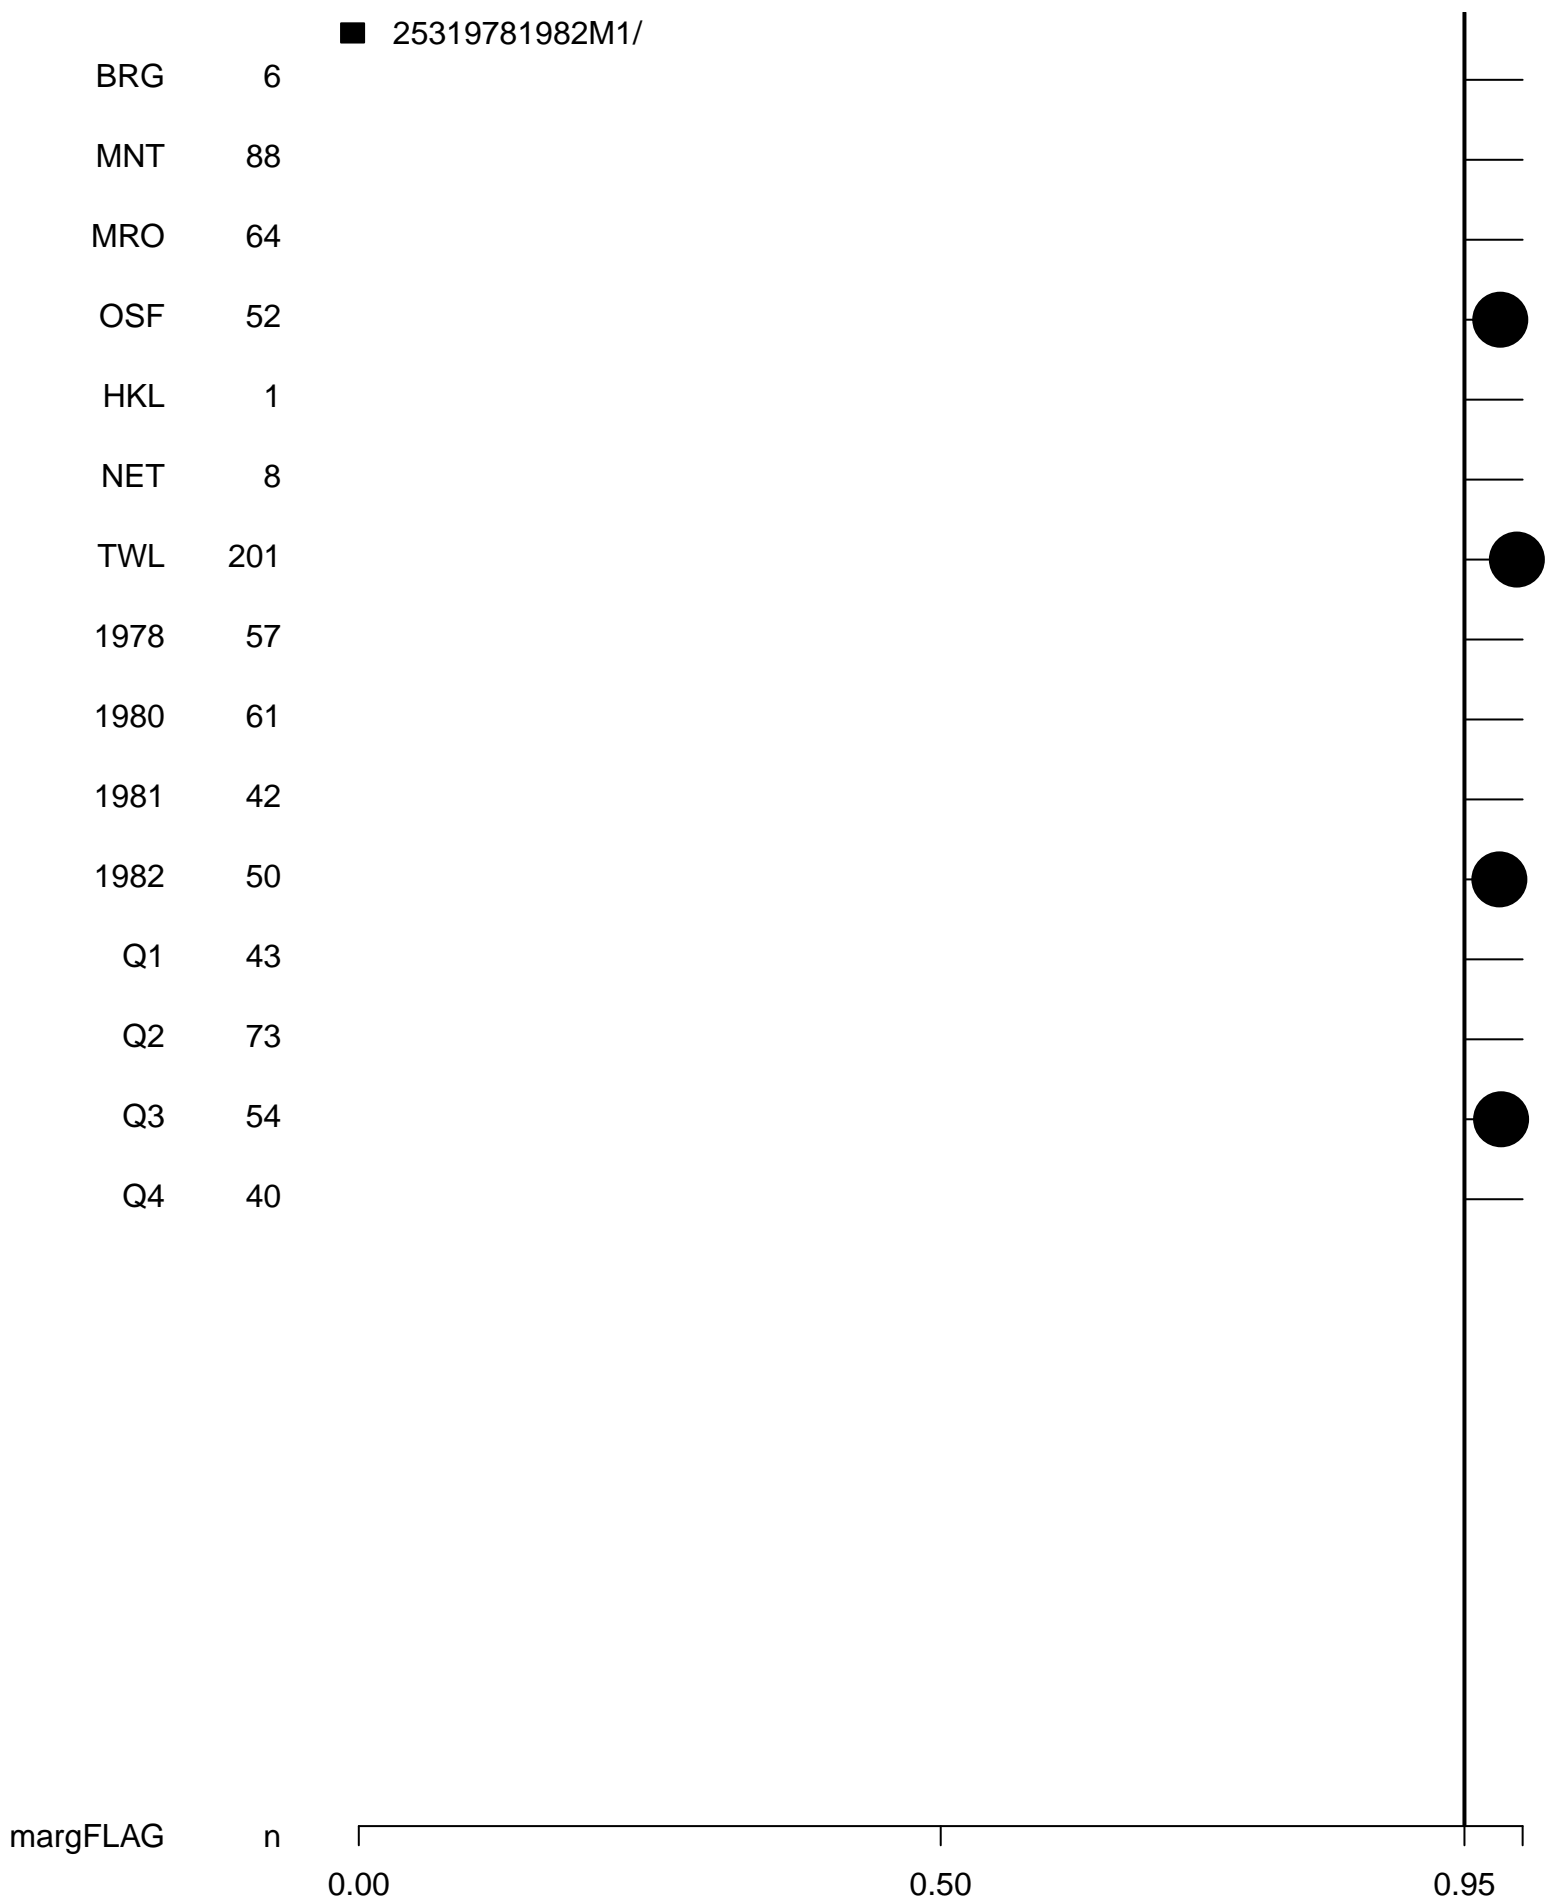 25319781982M1/
BRG 6
MNT 88
MRO 64
OSF 52
HKL 1
NET 8
TWL 201
1978 57
1980 61
1981 42
1982 50
Q1 43
Q2 73
Q3 54
Q4 40
margFLAG n
0.00 0.50 0.95